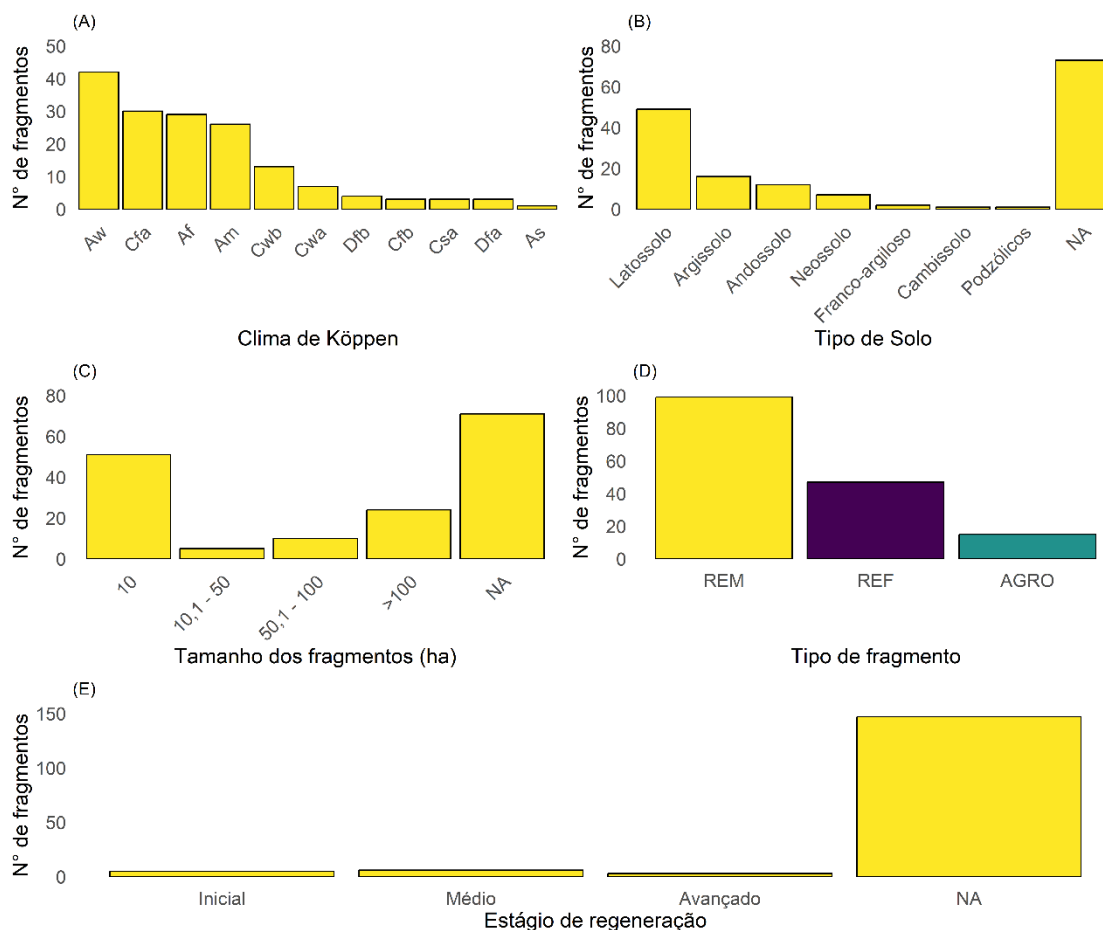 (A)
N° de fragmentos
50
40
30
20
10
0
Aw
Cfa
Af
Am
Cwb
Cwa
Dfb
Cfb
Csa
Dfa
As
Clima de Köppen
(B)
N° de fragmentos
80
60
40
20
0
Latossolo
Argissolo
Andossolo
Neossolo
Franco-argiloso
Cambissolo
Podzólicos
NA
Tipo de Solo
(C)
N° de fragmentos
80
60
40
20
0
10
10,1 - 50
50,1 - 100
>100
NA
Tamanho dos fragmentos (ha)
(D)
N° de fragmentos
100
80
60
40
20
0
REM
REF
AGRO
Tipo de fragmento
(E)
N° de fragmentos
150
100
50
0
Inicial
Médio
Avançado
NA
Estágio de regeneração